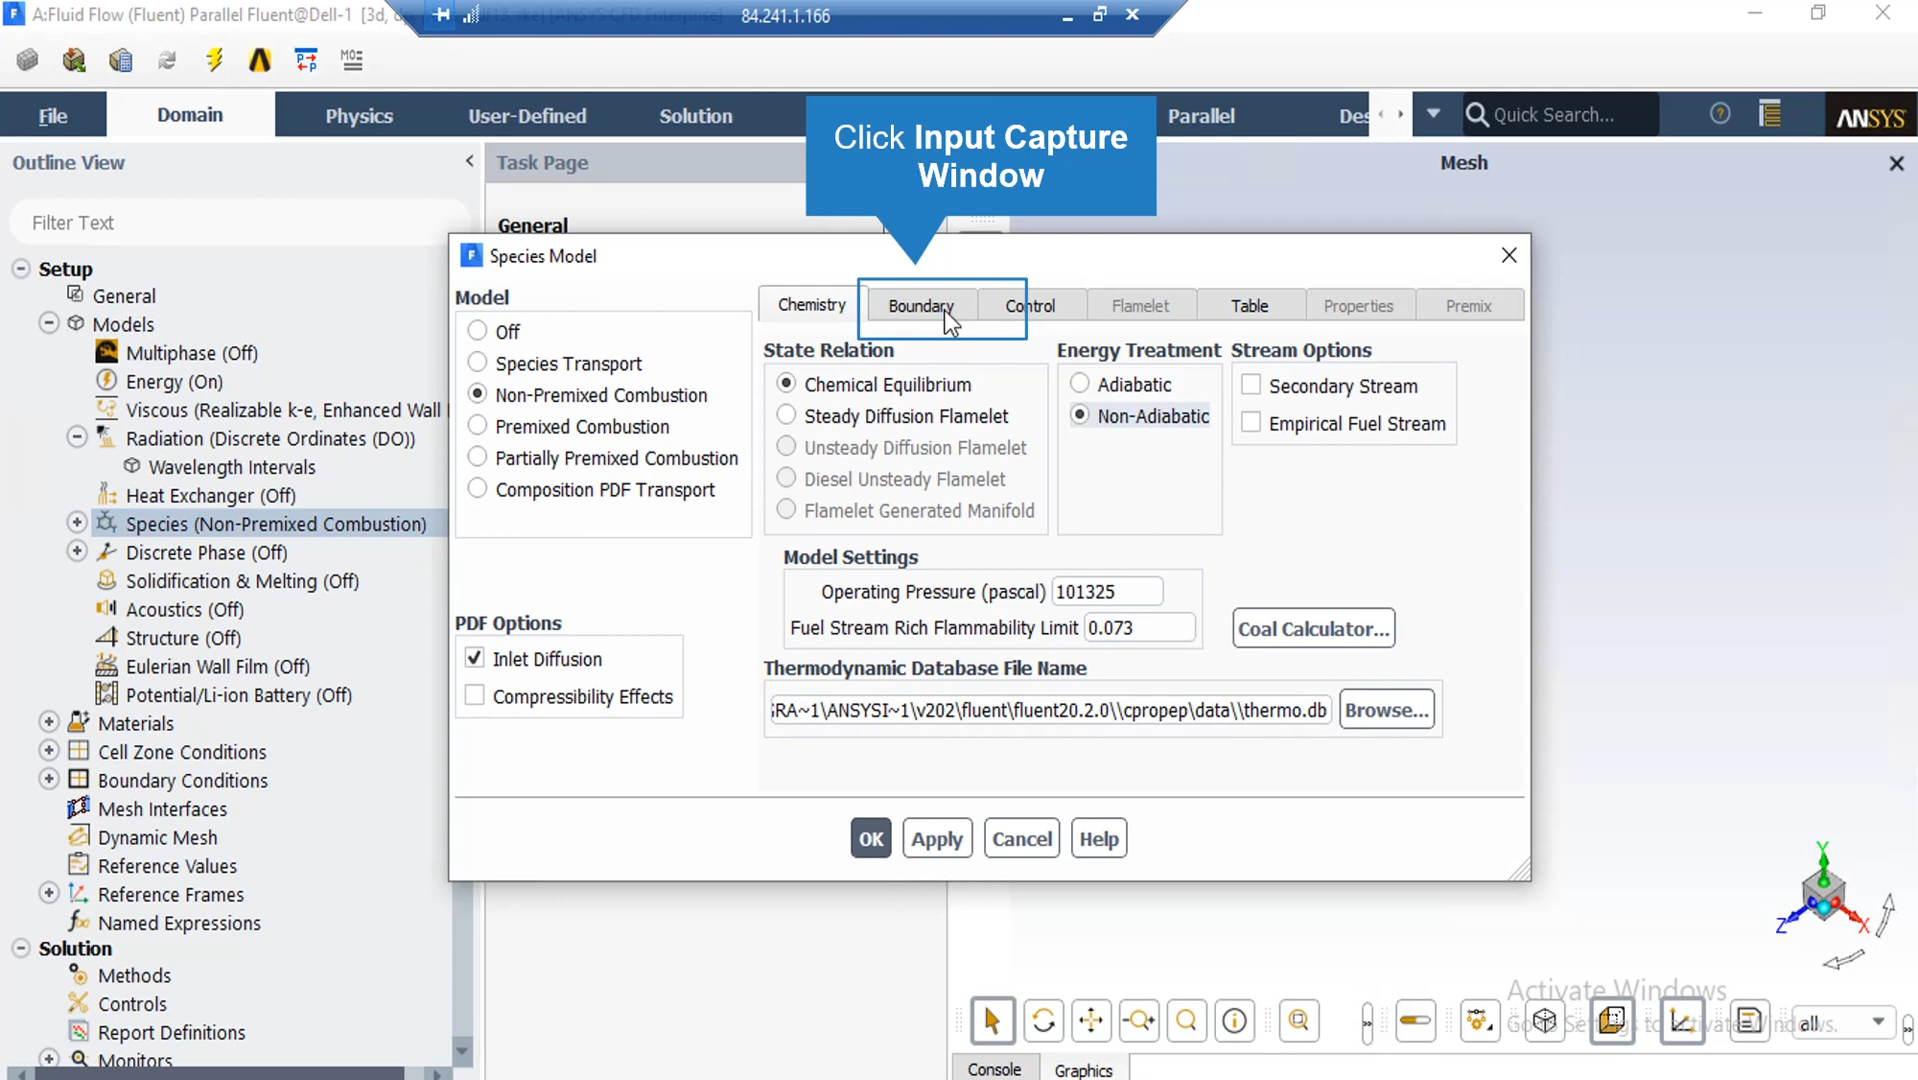 A:Fluid Flow (Fluent) Parallel Fluent@Dell-1 [3d,
84.241.1.166
MO:
File
Domain
Physics
User-Defined
Solution
Parallel
Des
Quick Search...
ANSYS
Click Input Capture
Window
Outline View
Task Page
Mesh
Filter Text
General
Setup
General
Models
Multiphase (Off)
Energy (On)
Viscous (Realizable k-e, Enhanced Wall
Radiation (Discrete Ordinates (DO))
Wavelength Intervals
Heat Exchanger (Off)
Species (Non-Premixed Combustion)
Discrete Phase (Off)
Solidification & Melting (Off)
Acoustics (Off)
Structure (Off)
Eulerian Wall Film (Off)
Potential/Li-ion Battery (Off)
Materials
Cell Zone Conditions
Boundary Conditions
Mesh Interfaces
Dynamic Mesh
Reference Values
Reference Frames
Named Expressions
Solution
Methods
Controls
Report Definitions
Monitors
Species Model
Model
Off
Species Transport
Non-Premixed Combustion
Premixed Combustion
Partially Premixed Combustion
Composition PDF Transport
PDF Options
Inlet Diffusion
Compressibility Effects
Chemistry
Boundary
Control
Flamelet
Table
Properties
Premix
State Relation
Chemical Equilibrium
Steady Diffusion Flamelet
Unsteady Diffusion Flamelet
Diesel Unsteady Flamelet
Flamelet Generated Manifold
Energy Treatment
Adiabatic
Non-Adiabatic
Stream Options
Secondary Stream
Empirical Fuel Stream
Model Settings
Operating Pressure (pascal) 101325
Fuel Stream Rich Flammability Limit 0.073
Coal Calculator...
Thermodynamic Database File Name
;RA~1\ANSYSI~1\v202\fluent\fluent20.2.0\\cpropep\data\\thermo.db
Browse...
OK
Apply
Cancel
Help
Y
Z
X
Activate Windows
Go to Settings to Activate Windows.
all
Console
Graphics